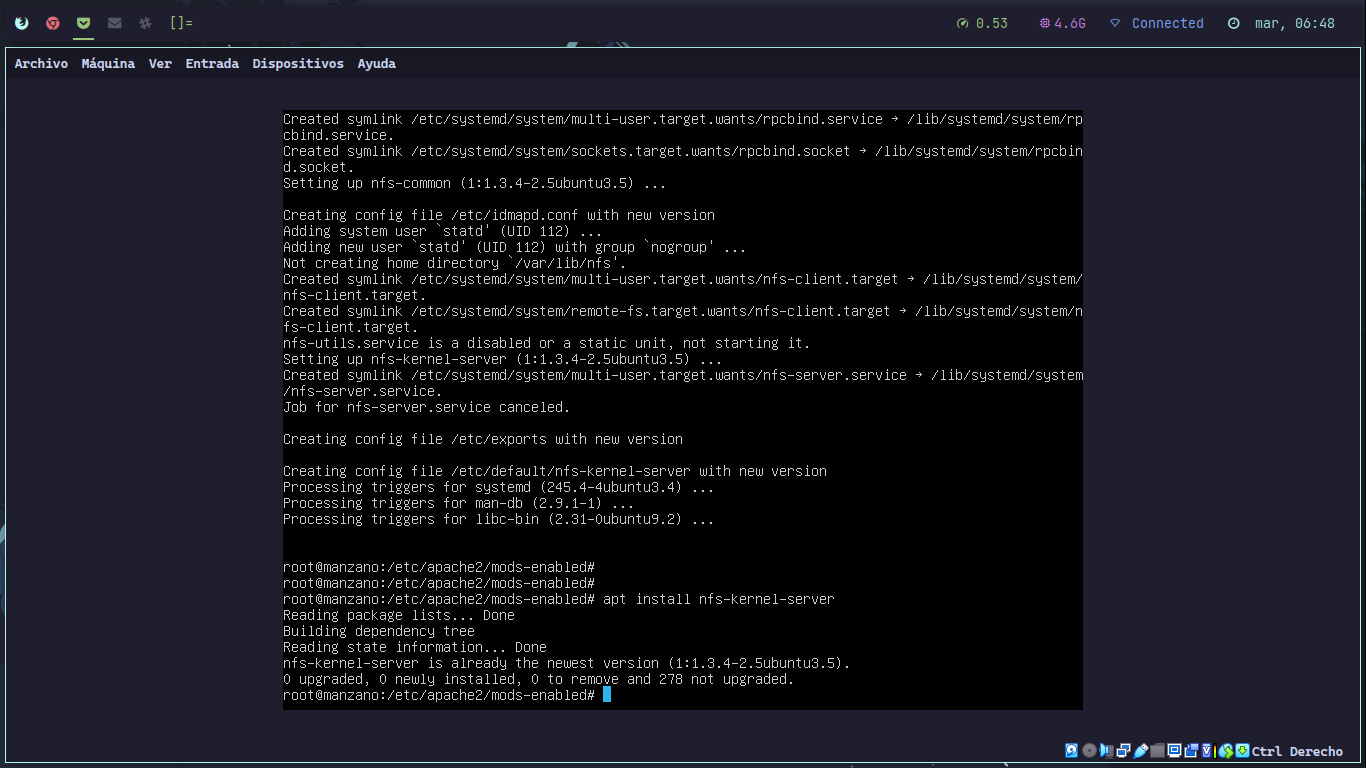 []=
0.53
4.6G
Connected
mar, 06:48
Archivo Máquina Ver Entrada Dispositivos Ayuda
Created symlink /etc/systemd/system/multi-user.target.wants/rpcbind.service → /lib/systemd/system/rp
cbind.service.
Created symlink /etc/systemd/system/sockets.target.wants/rpcbind.socket → /lib/systemd/system/rpcbin
d.socket.
Setting up nfs-common (1:1.3.4-2.5ubuntu3.5) ...
Creating config file /etc/idmapd.conf with new version
Adding system user `statd' (UID 112) ...
Adding new user `statd' (UID 112) with group `nogroup' ...
Not creating home directory `/var/lib/nfs'.
Created symlink /etc/systemd/system/multi-user.target.wants/nfs-client.target → /lib/systemd/system/
nfs-client.target.
Created symlink /etc/systemd/system/remote-fs.target.wants/nfs-client.target → /lib/systemd/system/n
fs-client.target.
nfs-utils.service is a disabled or a static unit, not starting it.
Setting up nfs-kernel-server (1:1.3.4-2.5ubuntu3.5) ...
Created symlink /etc/systemd/system/multi-user.target.wants/nfs-server.service → /lib/systemd/system
/nfs-server.service.
Job for nfs-server.service canceled.
Creating config file /etc/exports with new version
Creating config file /etc/default/nfs-kernel-server with new version
Processing triggers for systemd (245.4-4ubuntu3.4) ...
Processing triggers for man-db (2.9.1-1) ...
Processing triggers for libc-bin (2.31-0ubuntu9.2) ...
root@manzano:/etc/apache2/mods-enabled#
root@manzano:/etc/apache2/mods-enabled#
root@manzano:/etc/apache2/mods-enabled# apt install nfs-kernel-server
Reading package lists... Done
Building dependency tree
Reading state information... Done
nfs-kernel-server is already the newest version (1:1.3.4-2.5ubuntu3.5).
0 upgraded, 0 newly installed, 0 to remove and 278 not upgraded.
root@manzano:/etc/apache2/mods-enabled#
Ctrl Derecho